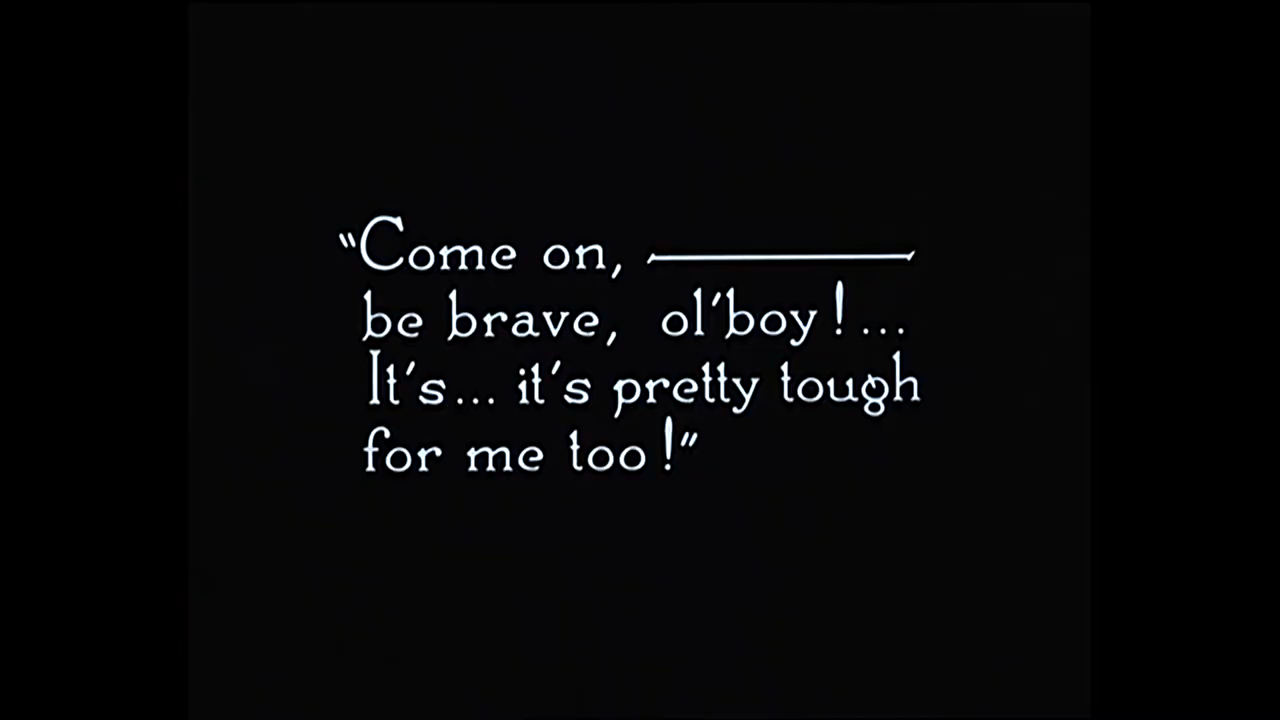 “Come on, ————
be brave, ol'boy!...
It's... it's pretty tough
for me too!”